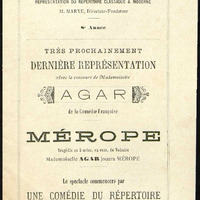 REPRÉSENTATION DU RÉPERTOIRE CLASSIQUE & MODERNE
M. MARYE, Directeur-Fondateur
8e Année
TRÈS PROCHAINEMENT
DERNIÈRE REPRÉSENTATION
Avec le concours de Mademoiselle
AGAR
de la Comédie Française
MÉROPE
Tragédie en 5 actes, en vers, de Voltaire
Mademoiselle AGAR jouera MÉROPE
Le spectacle commencera par
UNE COMÉDIE DU RÉPERTOIRE